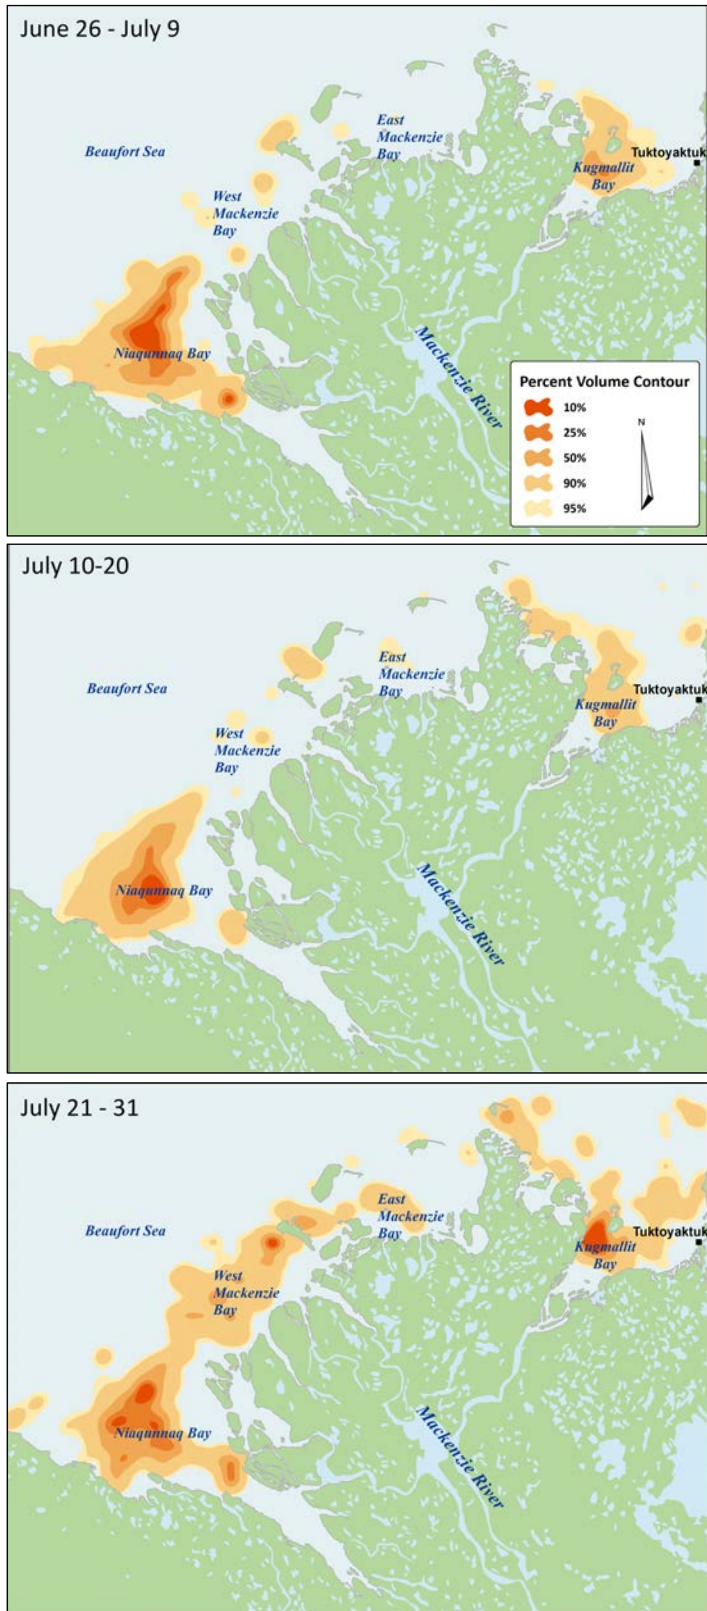 June 26 - July 9
East
Mackenzie
Bay
Beaufort Sea
Tuktoyaktuk
Kugmallit
Bay
West
Mackenzie
Bay
Niaqunnaq Bay
Mackenzie River
Percent Volume Contour
10%
25%
50%
90%
95%
N
July 10-20
East
Mackenzie
Bay
Beaufort Sea
Tuktoyaktuk
Kugmallit
Bay
West
Mackenzie
Bay
Niaqunnaq Bay
Mackenzie River
July 21 - 31
East
Mackenzie
Bay
Beaufort Sea
Tuktoyaktuk
Kugmallit
Bay
West
Mackenzie
Bay
Niaqunnaq Bay
Mackenzie River